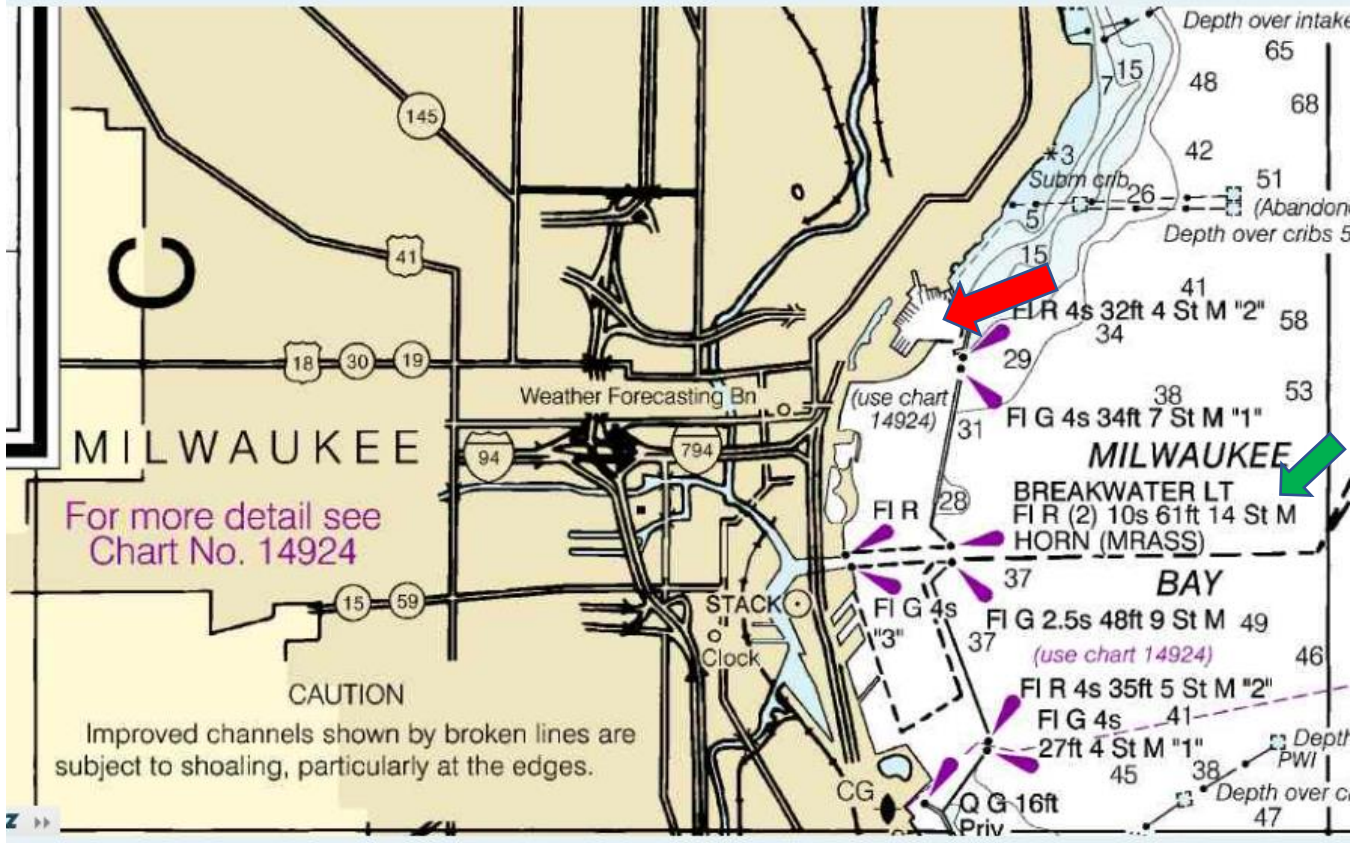 Depth over intake
65
15
7
48
68
145
42
3
Subm crib
26
51
5
(Abandon
Depth over cribs 5
C
41
15
41
Fl R 4s 32ft 4 St M "2"
58
34
18
30
19
29
Weather Forecasting Bn
(use chart
14924)
38
53
Fl G 4s 34ft 7 St M "1"
31
MILWAUKEE
94
794
MILWAUKEE
BREAKWATER LT
Fl R (2) 10s 61ft 14 St M
HORN (MRASS)
28
Fl R
For more detail see
Chart No. 14924
37
BAY
15
59
STACK
Fl G 4s
"3"
Fl G 2.5s 48ft 9 St M
49
37
Clock
(use chart 14924)
46
CAUTION
Fl R 4s 35ft 5 St M "2"
Fl G 4s
41
27ft 4 St M "1"
Improved channels shown by broken lines are
subject to shoaling, particularly at the edges.
Depth
PWI
45
38
CG
Depth over c
Q G 16ft
Priv
47